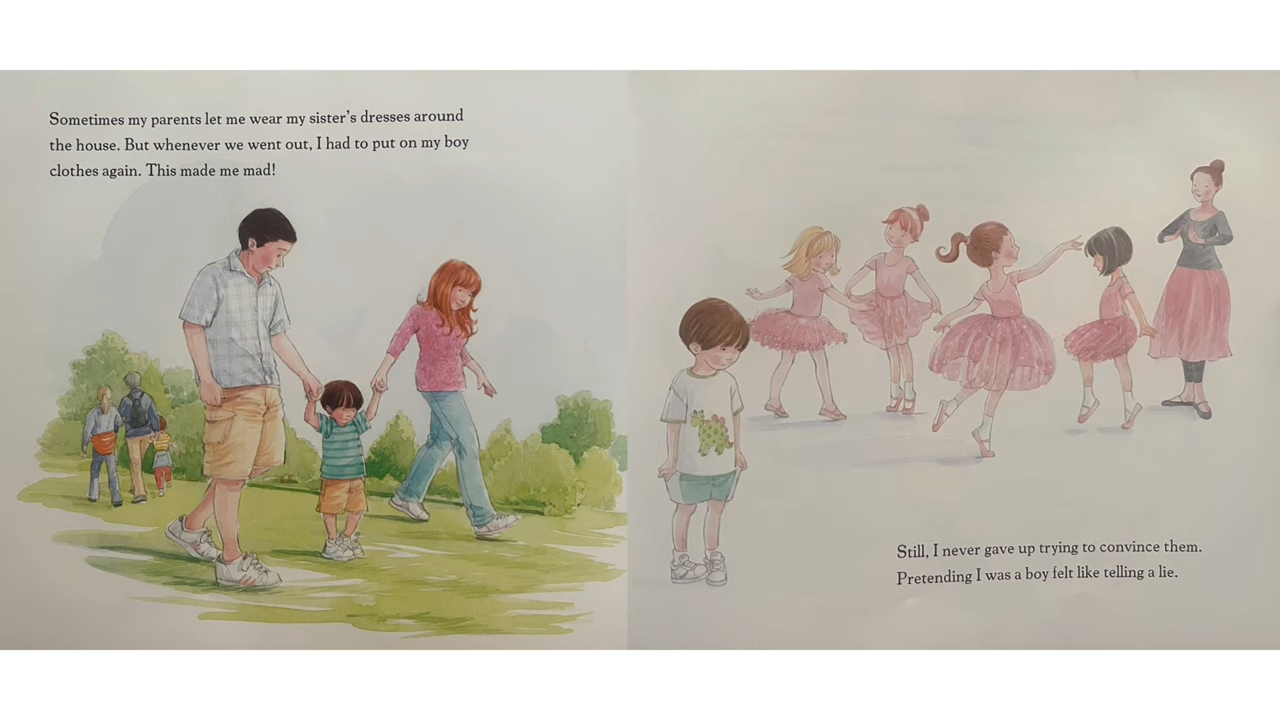 Sometimes my parents let me wear my sister's dresses around
the house. But whenever we went out, I had to put on my boy
clothes again. This made me mad!
Still, I never gave up trying to convince them.
Pretending I was a boy felt like telling a lie.